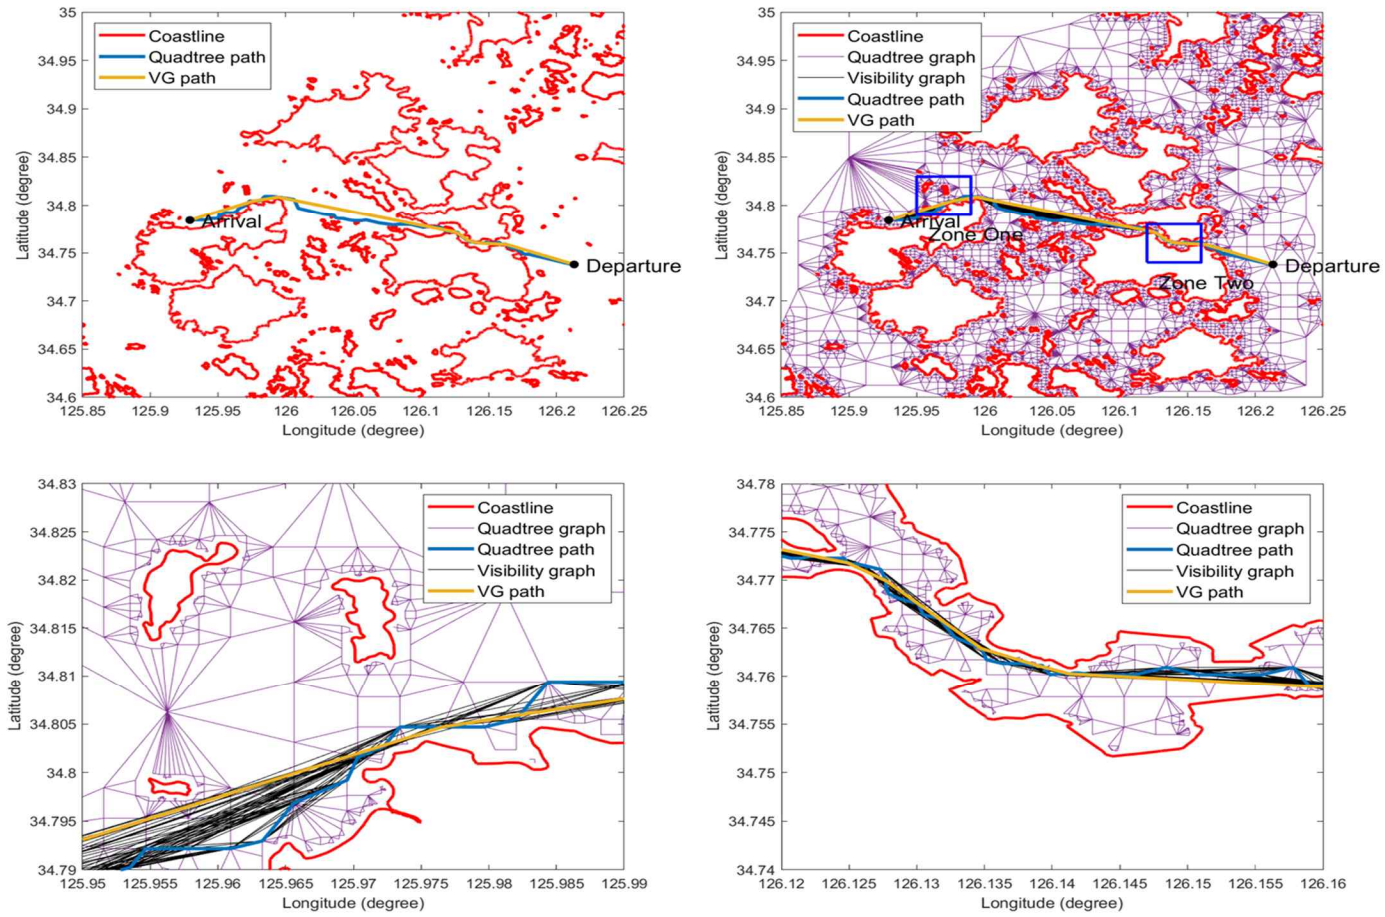 35
34.95
34.9
34.85
34.8
34.75
34.7
34.65
34.6
Latitude (degree)
Coastline
Quadtree path
VG path
Arrival
Departure
125.85 125.9 125.95 126 126.05 126.1 126.15 126.2 126.25
Longitude (degree)
35
34.95
34.9
34.85
34.8
34.75
34.7
34.65
34.6
Latitude (degree)
Coastline
Quadtree graph
Visibility graph
Quadtree path
VG path
Arrival
Zone One
Departure
Zone Two
125.85 125.9 125.95 126 126.05 126.1 126.15 126.2 126.25
Longitude (degree)
34.83
34.825
34.82
34.815
34.81
34.805
34.8
34.795
34.79
Latitude (degree)
Coastline
Quadtree graph
Quadtree path
Visibility graph
VG path
125.95 125.955 125.96 125.965 125.97 125.975 125.98 125.985 125.99
Longitude (degree)
34.78
34.775
34.77
34.765
34.76
34.755
34.75
34.745
34.74
Latitude (degree)
Coastline
Quadtree graph
Quadtree path
Visibility graph
VG path
126.12 126.125 126.13 126.135 126.14 126.145 126.15 126.155 126.16
Longitude (degree)